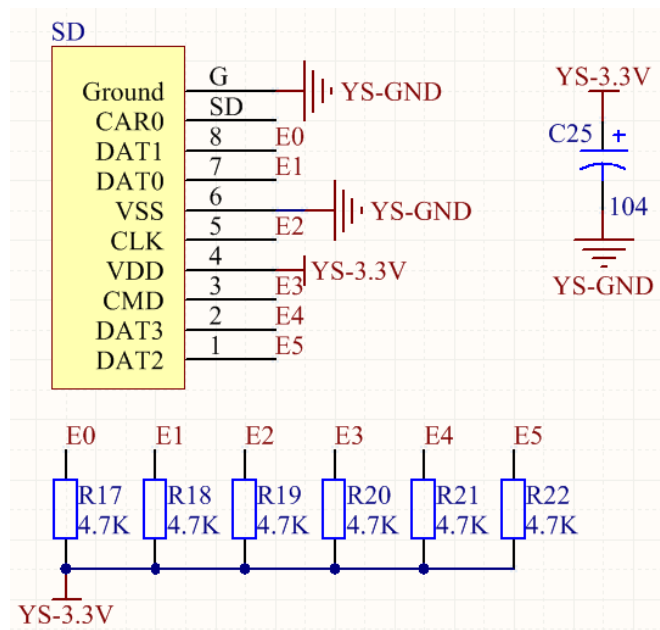 SD
Ground G YS-GND
CAR0 SD
DAT1 8 E0
DAT0 7 E1
VSS 6 YS-GND
CLK 5 E2
VDD 4 YS-3.3V
CMD 3 E3
DAT3 2 E4
DAT2 1 E5
YS-3.3V
C25 +
104
YS-GND
E0 E1 E2 E3 E4 E5
R17 R18 R19 R20 R21 R22
4.7K 4.7K 4.7K 4.7K 4.7K 4.7K
YS-3.3V